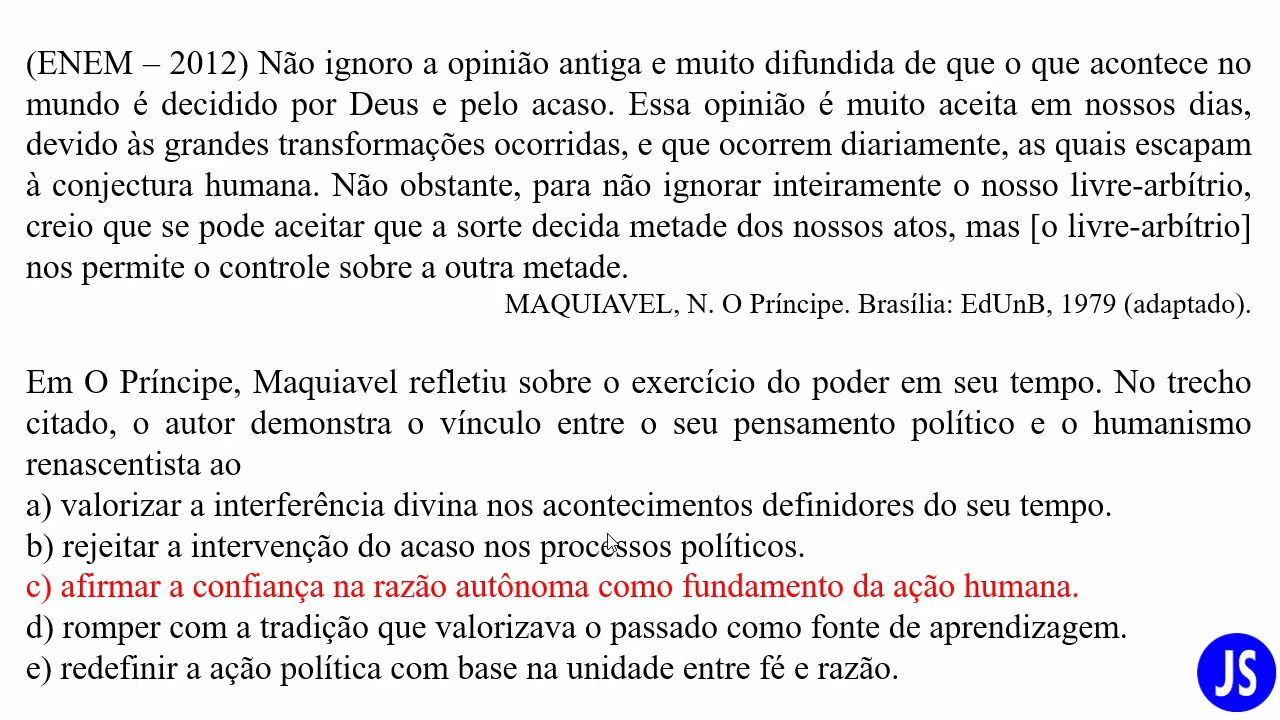 (ENEM – 2012) Não ignoro a opinião antiga e muito difundida de que o que acontece no
mundo é decidido por Deus e pelo acaso. Essa opinião é muito aceita em nossos dias,
devido às grandes transformações ocorridas, e que ocorrem diariamente, as quais escapam
à conjectura humana. Não obstante, para não ignorar inteiramente o nosso livre-arbítrio,
creio que se pode aceitar que a sorte decida metade dos nossos atos, mas [o livre-arbítrio]
nos permite o controle sobre a outra metade.
MAQUIAVEL, N. O Príncipe. Brasília: EdUnB, 1979 (adaptado).
Em O Príncipe, Maquiavel refletiu sobre o exercício do poder em seu tempo. No trecho
citado, o autor demonstra o vínculo entre o seu pensamento político e o humanismo
renascentista ao
a) valorizar a interferência divina nos acontecimentos definidores do seu tempo.
b) rejeitar a intervenção do acaso nos processos políticos.
c) afirmar a confiança na razão autônoma como fundamento da ação humana.
d) romper com a tradição que valorizava o passado como fonte de aprendizagem.
e) redefinir a ação política com base na unidade entre fé e razão.
JS